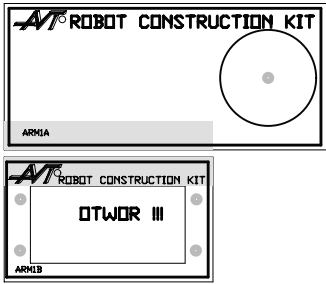 AVT ROBOT CONSTRUCTION KIT
ARM1A
AVT ROBOT CONSTRUCTION KIT
OTWOR III
ARM1B